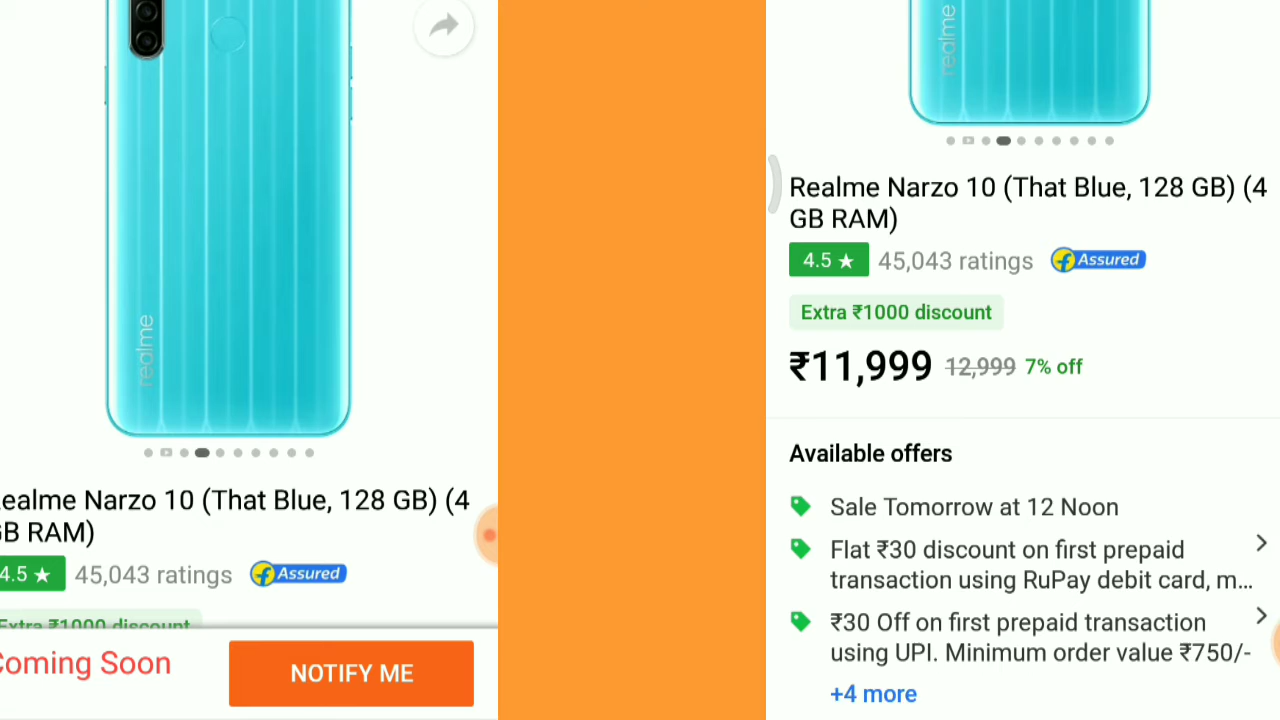 realme
ealme Narzo 10 (That Blue, 128 GB) (4
GB RAM)
4.5 ★
45,043 ratings
Assured
Extra ₹1000 discount
Coming Soon
NOTIFY ME
realme
Realme Narzo 10 (That Blue, 128 GB) (4
GB RAM)
4.5 ★
45,043 ratings
Assured
Extra ₹1000 discount
₹11,999 12,999 7% off
Available offers
Sale Tomorrow at 12 Noon
Flat ₹30 discount on first prepaid
transaction using RuPay debit card, m...
₹30 Off on first prepaid transaction
using UPI. Minimum order value ₹750/-
+4 more